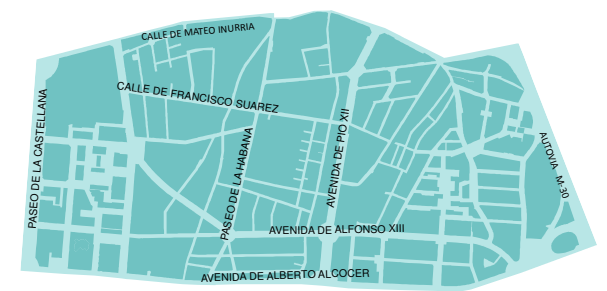 CALLE DE MATEO INURRIA
CALLE DE FRANCISCO SUAREZ
PASEO DE LA CASTELLANA
PASEO DE LA HABANA
AVENIDA DE PIO XII
AUTOVIA M-30
AVENIDA DE ALFONSO XIII
AVENIDA DE ALBERTO ALCOCER